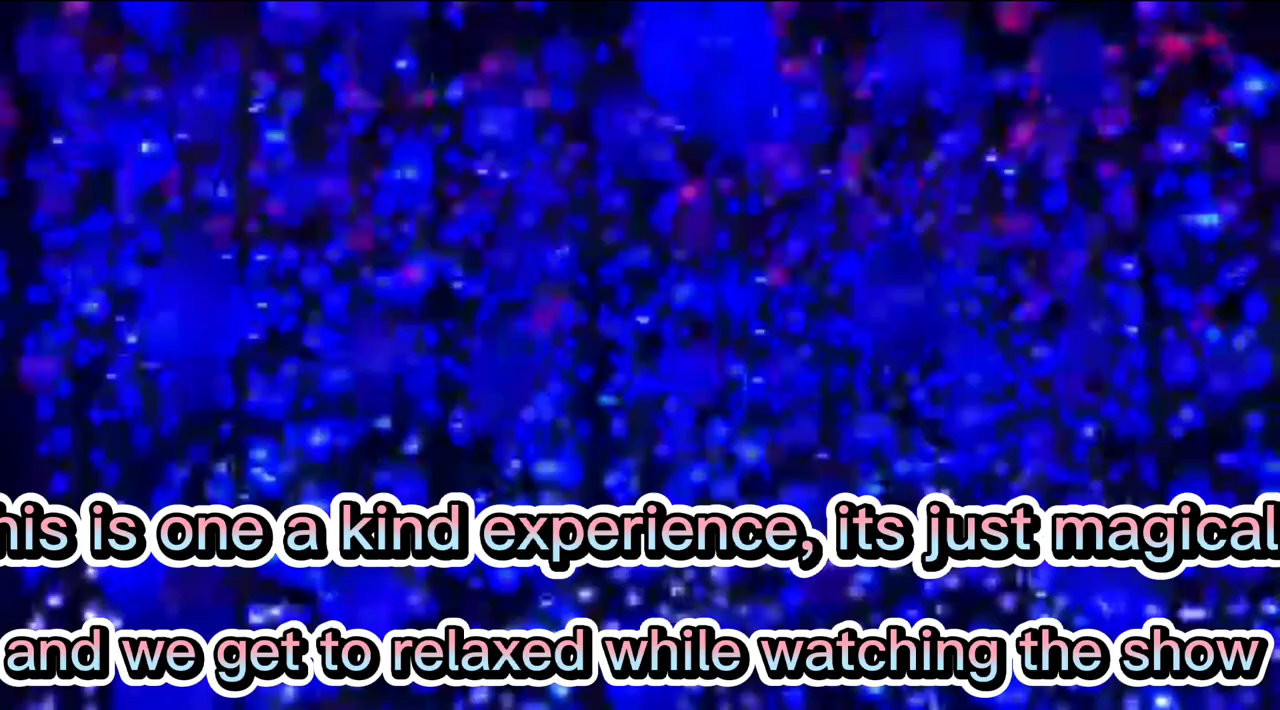 his is one a kind experience, its just magical
and we get to relaxed while watching the show